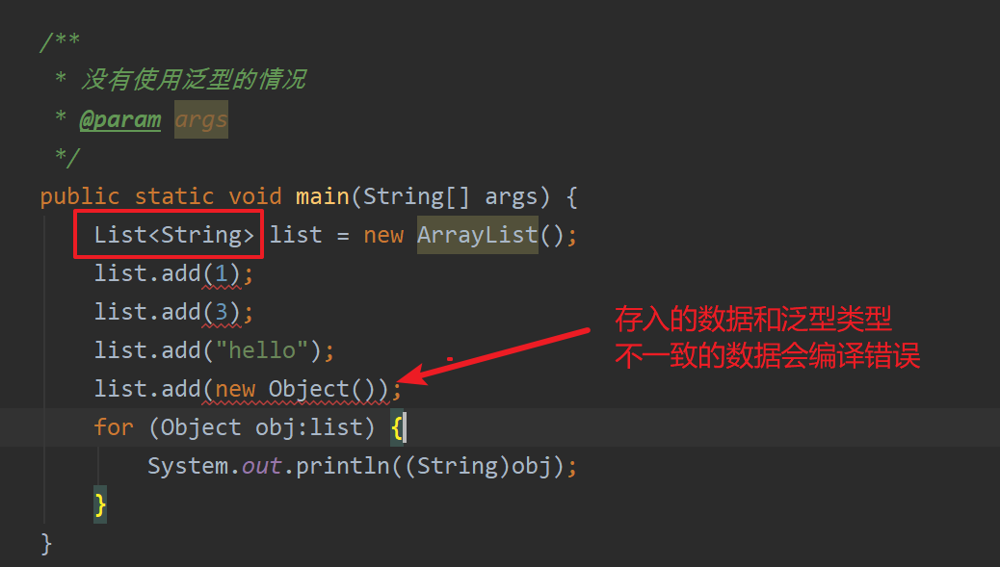 /**
* 没有使用泛型的情况
* @param args
*/
public static void main(String[] args) {
List<String> list = new ArrayList();
list.add(1);
list.add(3);
list.add("hello");
list.add(new Object());
存入的数据和泛型类型
不一致的数据会编译错误
for (Object obj:list) {
System.out.println((String)obj);
}
}